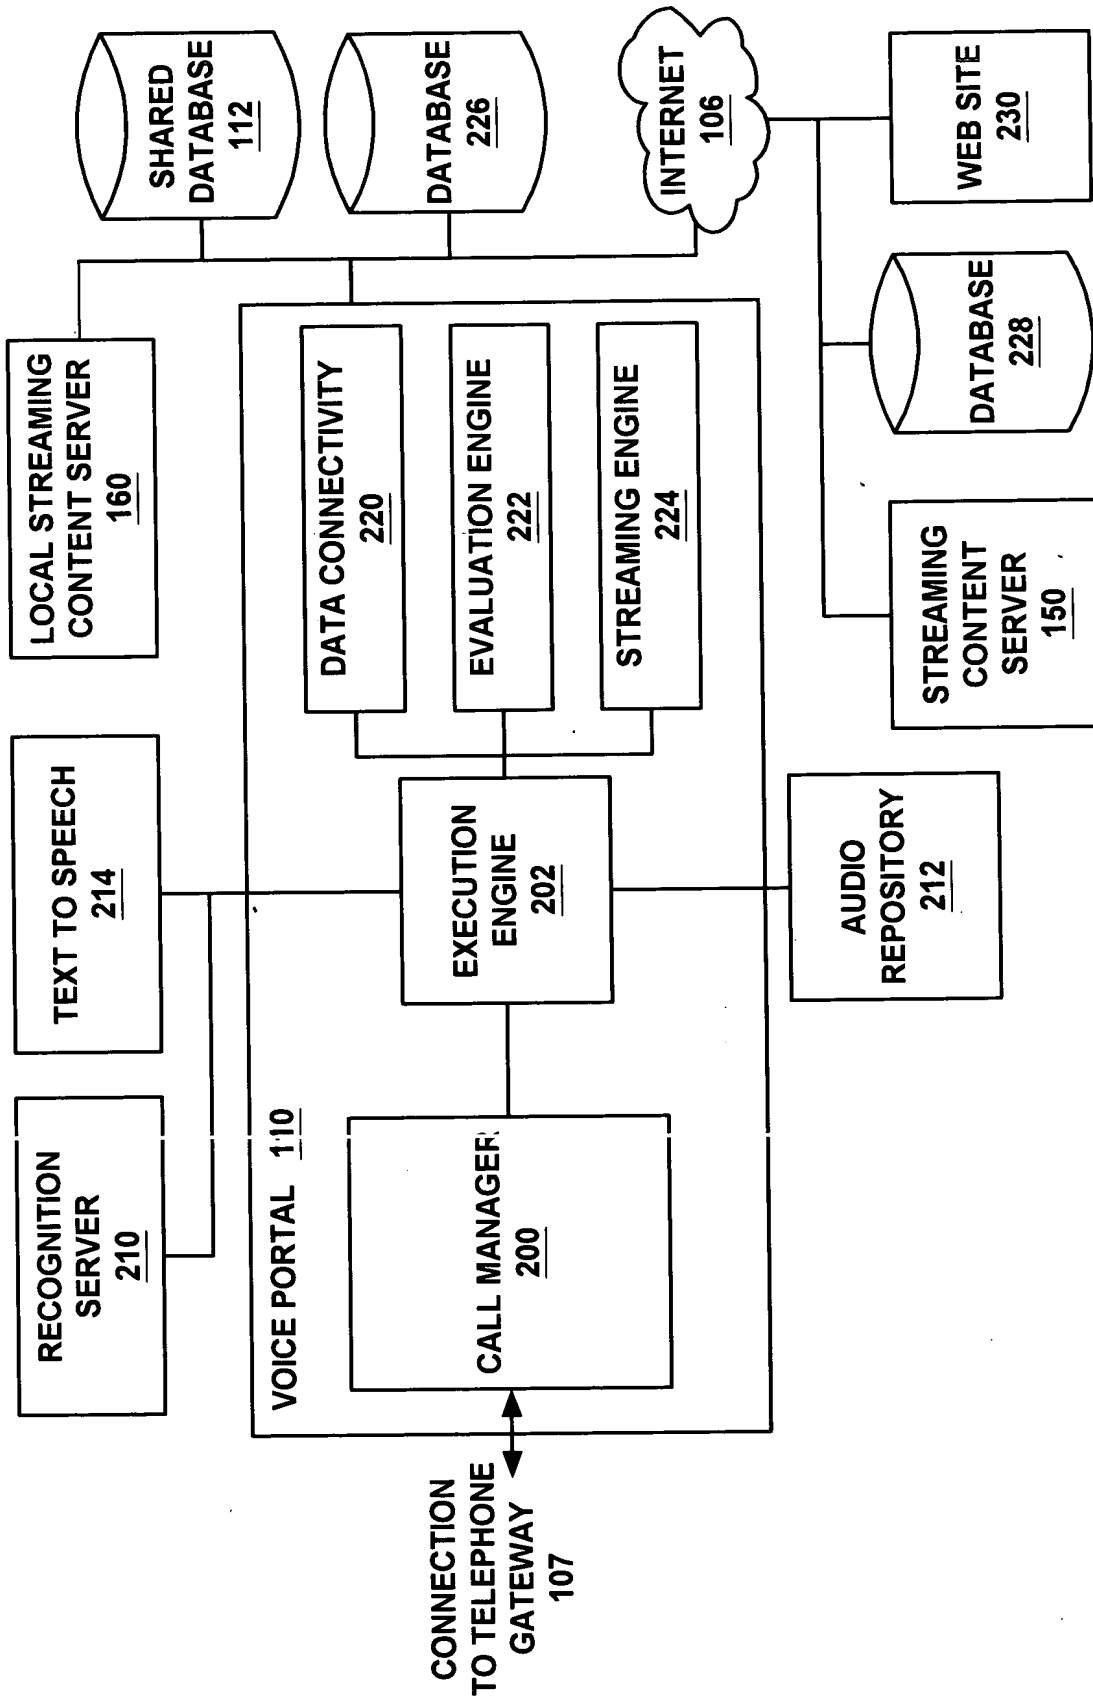 RECOGNITION
SERVER
210
TEXT TO SPEECH
214
LOCAL STREAMING
CONTENT SERVER
160
SHARED
DATABASE
112
DATABASE
226
INTERNET
106
VOICE PORTAL 110
CALL MANAGER
200
EXECUTION
ENGINE
202
DATA CONNECTIVITY
220
EVALUATION ENGINE
222
STREAMING ENGINE
224
CONNECTION
TO TELEPHONE
GATEWAY
107
AUDIO
REPOSITORY
212
STREAMING
CONTENT
SERVER
150
DATABASE
228
WEB SITE
230